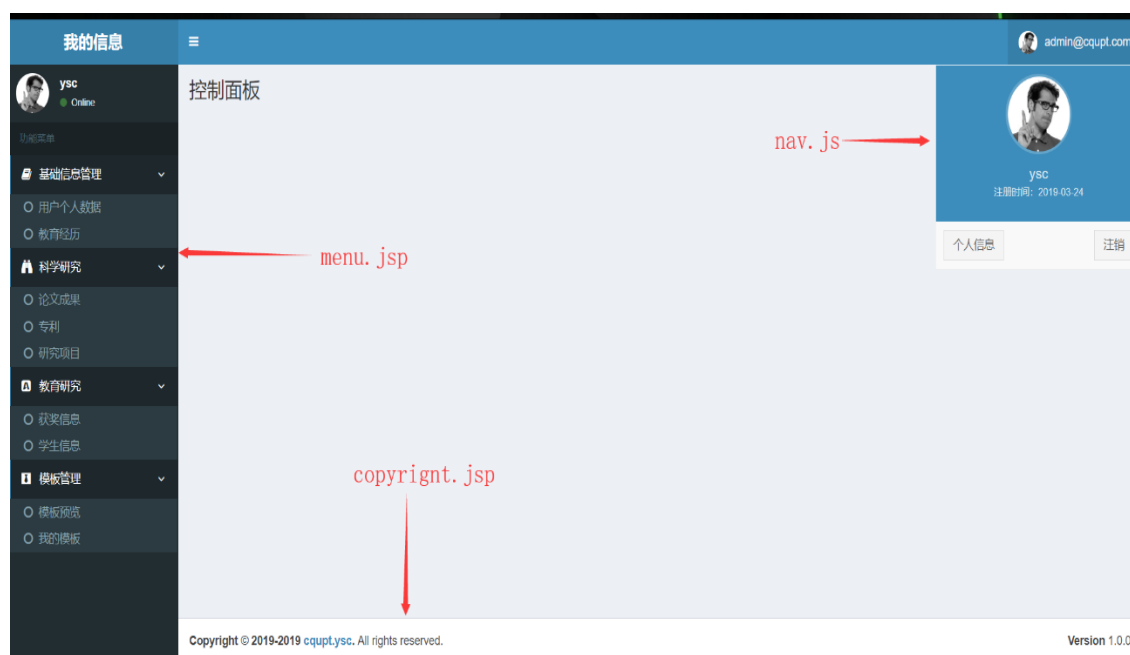 我的信息
admin@cqupt.com
ysc
Online
功能菜单
基础信息管理
用户个人数据
教育经历
科学研究
论文成果
专利
研究项目
教育研究
获奖信息
学生信息
模板管理
模板预览
我的模板
控制面板
nav.js
menu.jsp
copyrignt.jsp
ysc
注册时间：2019-03-24
个人信息
注销
Copyright © 2019-2019 cqupt.ysc. All rights reserved.
Version 1.0.0